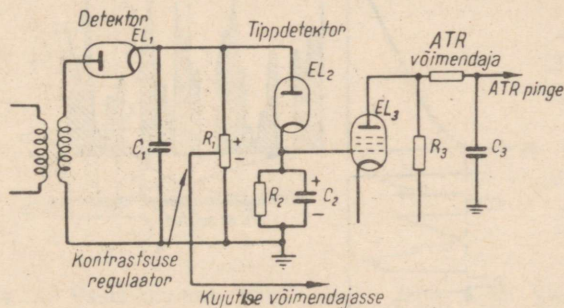 Detektor
EL₁
Tippdetektor
EL₂
ATR
võimendaja
ATR pinge
EL₃
C₁
R₁
+
−
R₂
+
C₂
−
R₃
C₃
Kontrastsuse
regulaator
Kujutise võimendajasse